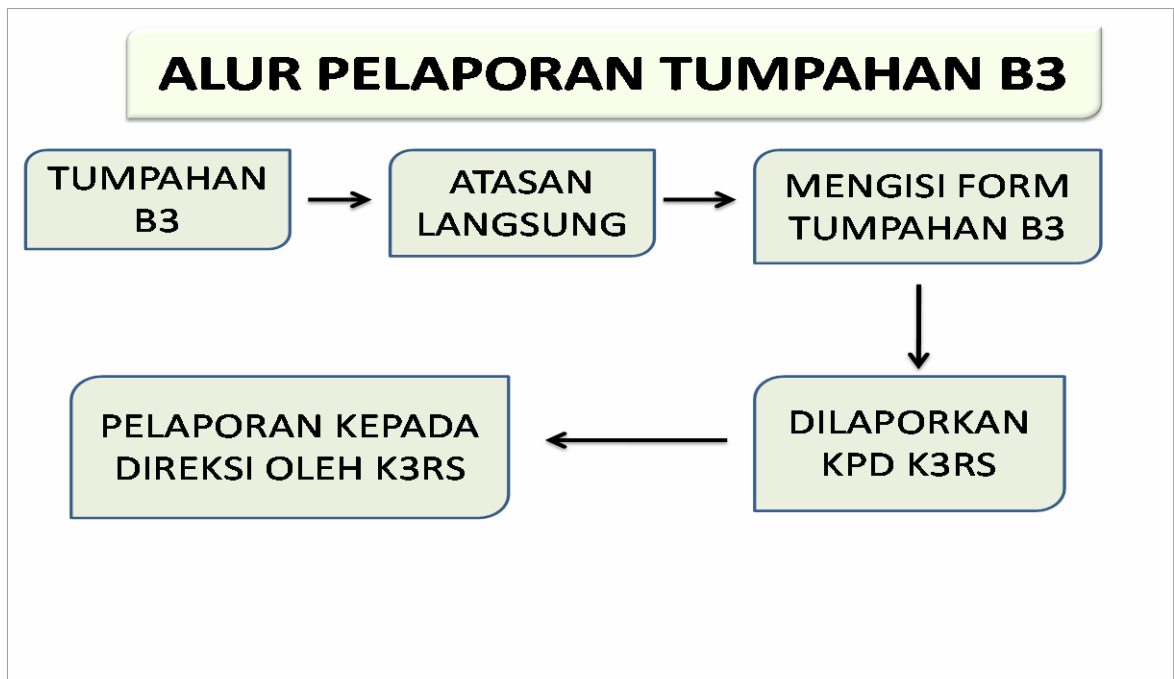 ALUR PELAPORAN TUMPAHAN B3
TUMPAHAN
B3
ATASAN
LANGSUNG
MENGISI FORM
TUMPAHAN B3
DILAPORKAN
KPD K3RS
PELAPORAN KEPADA
DIREKSI OLEH K3RS